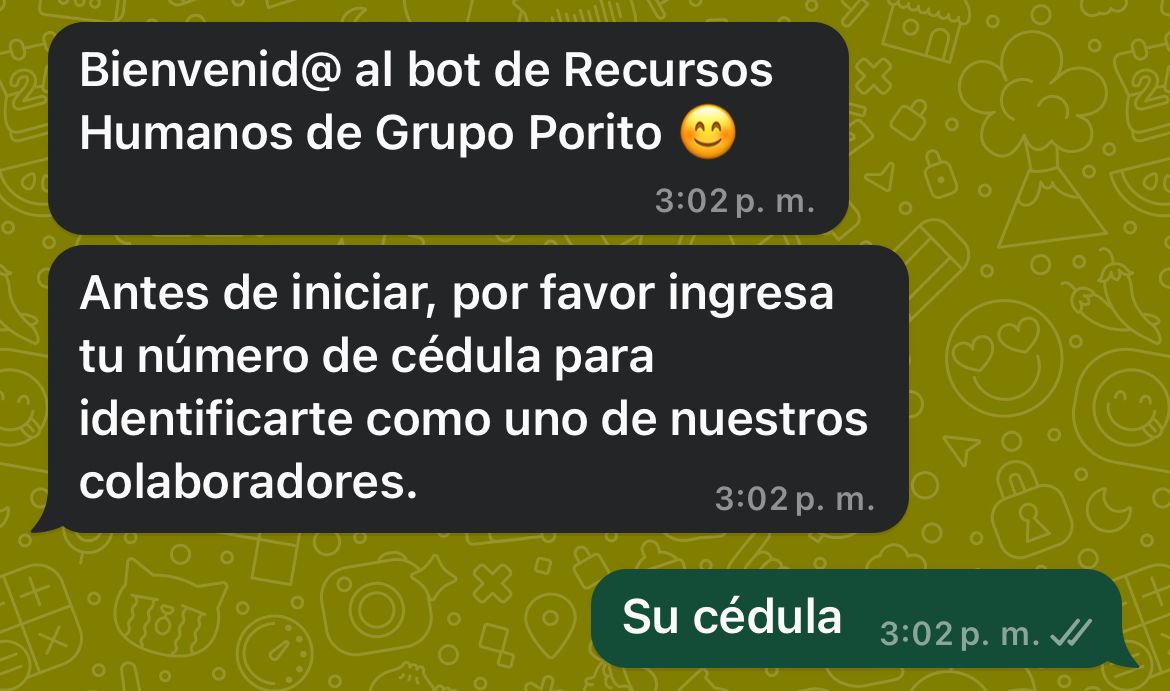 Bienvenid@ al bot de Recursos
Humanos de Grupo Porito 😊
3:02 p. m.
Antes de iniciar, por favor ingresa
tu número de cédula para
identificarte como uno de nuestros
colaboradores.
3:02 p. m.
Su cédula
3:02 p. m.